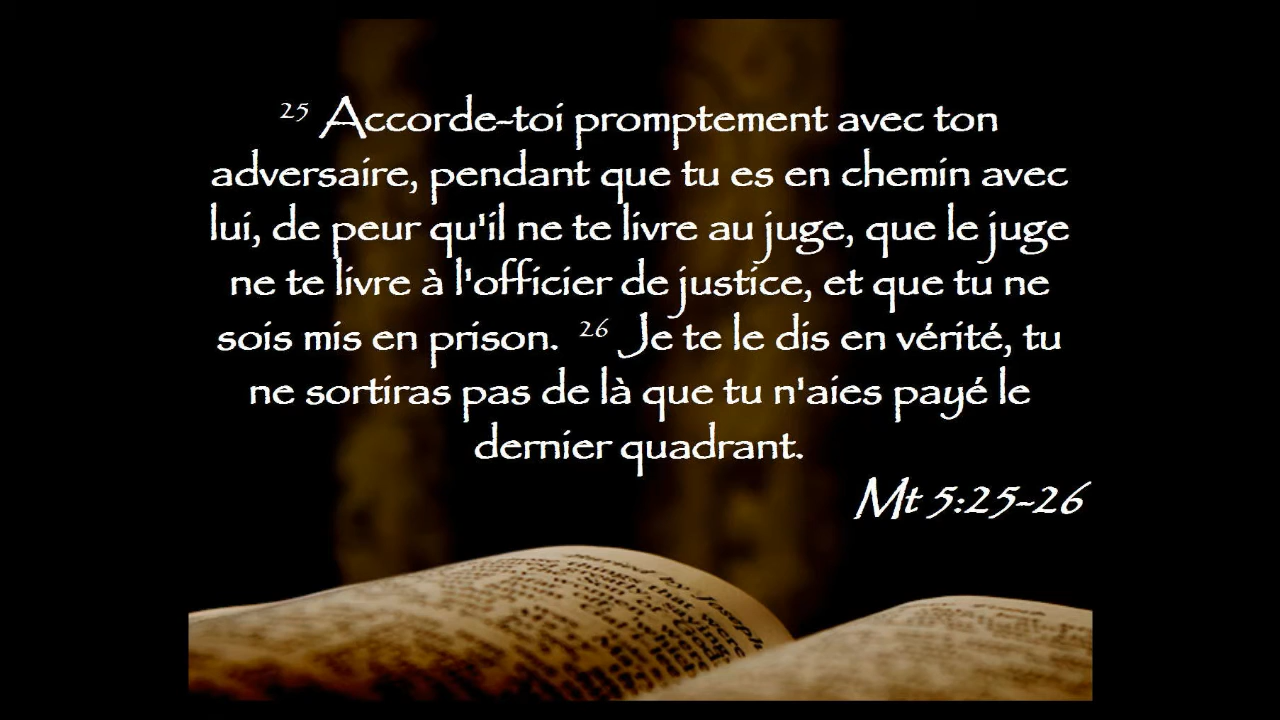 25 Accorde-toi promptement avec ton
adversaire, pendant que tu es en chemin avec
lui, de peur qu'il ne te livre au juge, que le juge
ne te livre à l'officier de justice, et que tu ne
sois mis en prison. 26 Je te le dis en vérité, tu
ne sortiras pas de là que tu n'aies payé le
dernier quadrant.
Mt 5:25-26